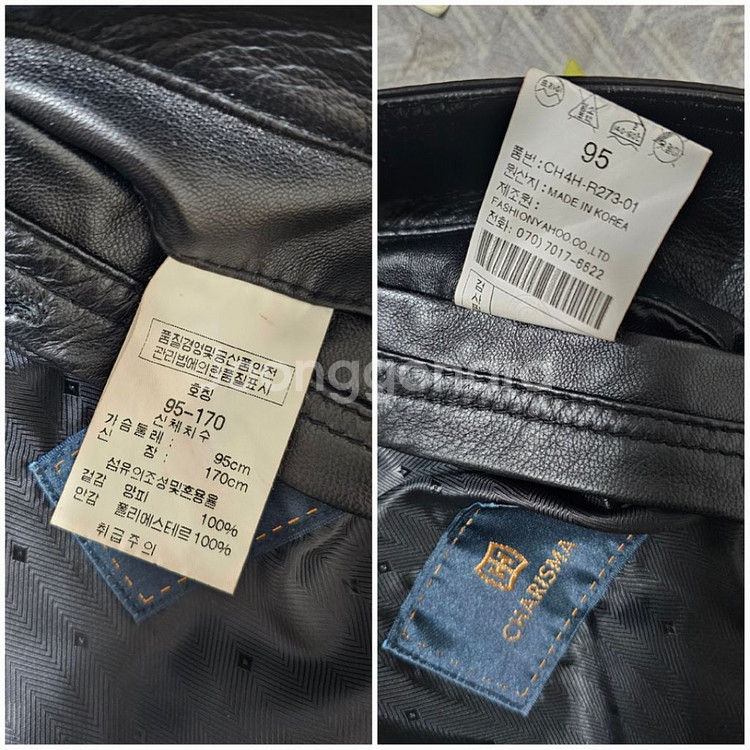 품질경영및공산품안전
관리법에의한품질표시
호칭
95-170
신체치수
가슴둘레 : 95cm
신 장 : 170cm
섬유의조성및혼용율
겉감 양피 100%
안감 폴리에스테르 100%
취급주의
95
품번: CH4H-R273-01
원산지: MADE IN KOREA
제조원:
FASHIONYAHOO.CO.,LTD
전화: 070) 7017-6622
CHARISMA